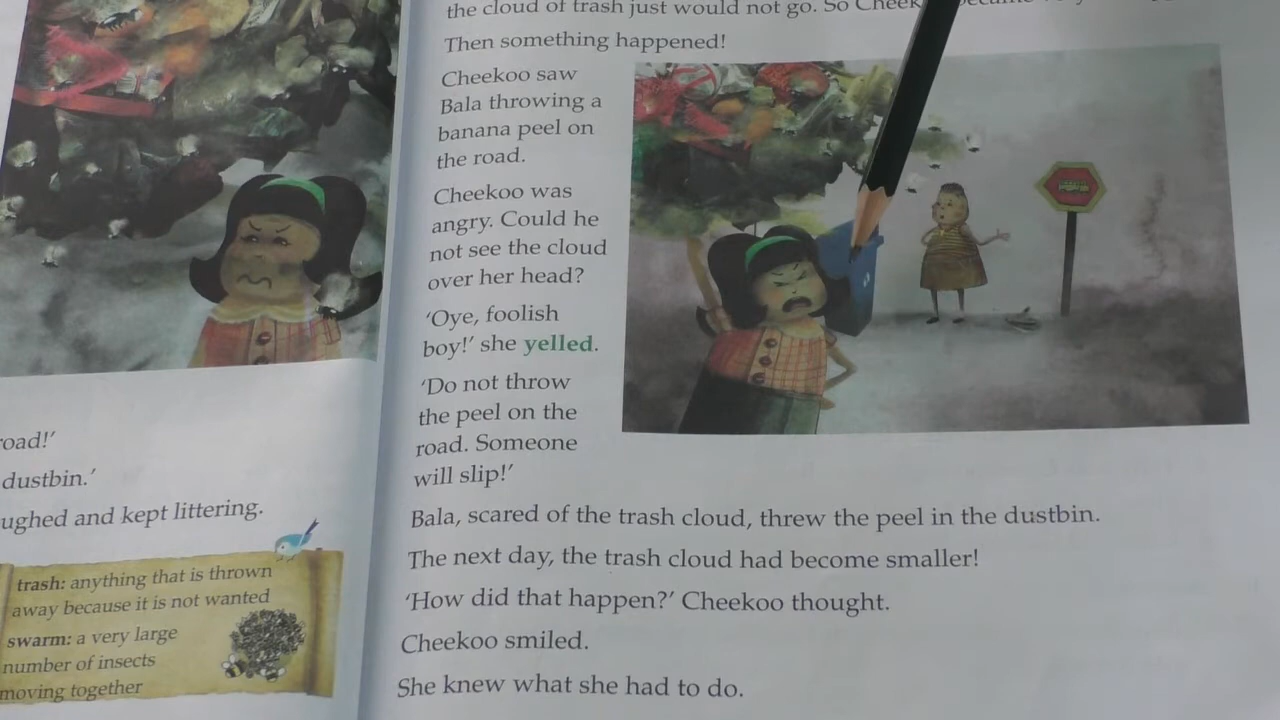 road!'
dustbin.'
ughed and kept littering.
trash: anything that is thrown
away because it is not wanted
swarm: a very large
number of insects
moving together
the cloud of trash just would not go. So Cheek
Then something happened!
Cheekoo saw
Bala throwing a
banana peel on
the road.
Cheekoo was
angry. Could he
not see the cloud
over her head?
'Oye, foolish
boy!' she yelled.
'Do not throw
the peel on the
road. Someone
will slip!'
Bala, scared of the trash cloud, threw the peel in the dustbin.
The next day, the trash cloud had become smaller!
'How did that happen?' Cheekoo thought.
Cheekoo smiled.
She knew what she had to do.